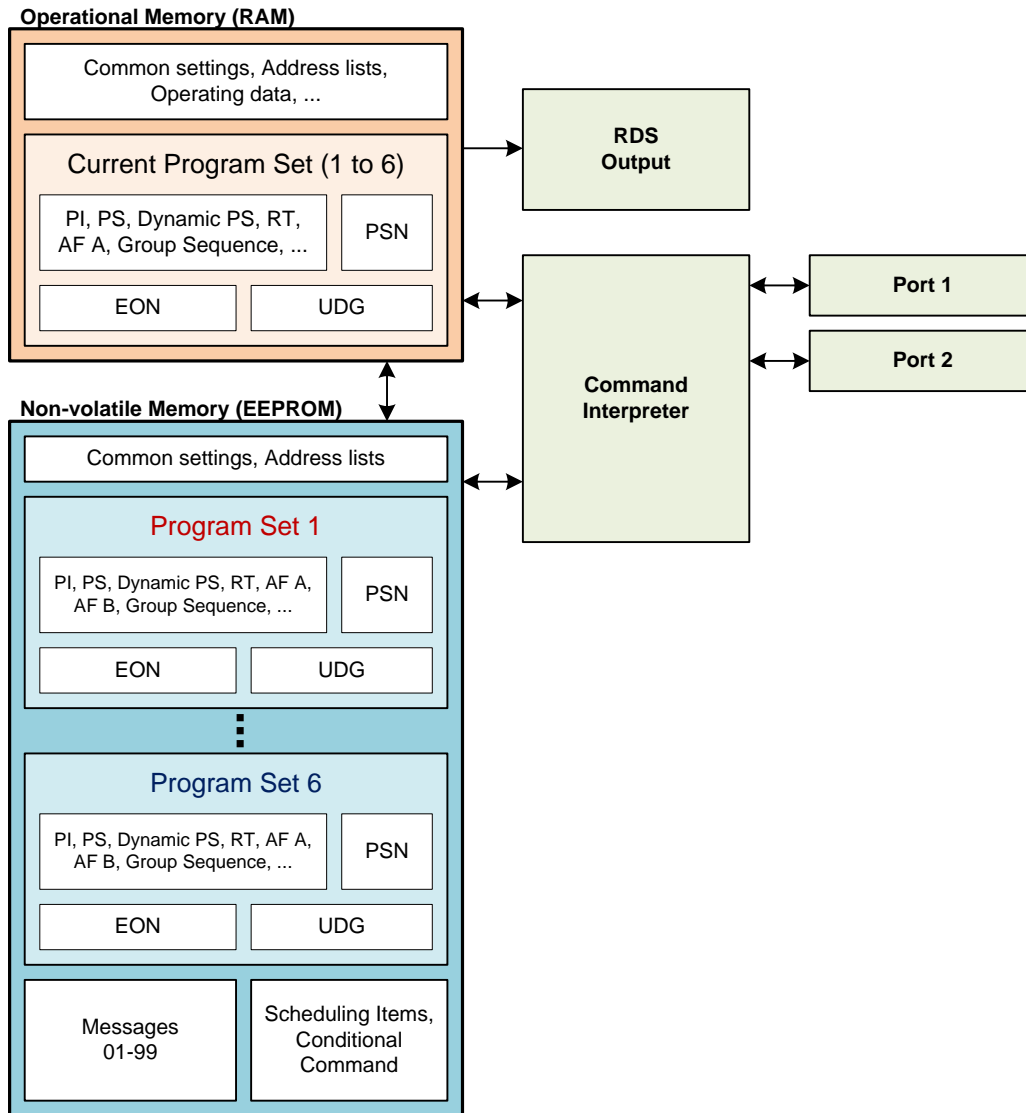 Operational Memory (RAM)
Common settings, Address lists,
Operating data, ...
Current Program Set (1 to 6)
PI, PS, Dynamic PS, RT,
AF A, Group Sequence, ...
PSN
EON
UDG
RDS
Output
Command
Interpreter
Port 1
Port 2
Non-volatile Memory (EEPROM)
Common settings, Address lists
Program Set 1
PI, PS, Dynamic PS, RT, AF A,
AF B, Group Sequence, ...
PSN
EON
UDG
Program Set 6
PI, PS, Dynamic PS, RT, AF A,
AF B, Group Sequence, ...
PSN
EON
UDG
Messages
01-99
Scheduling Items,
Conditional
Command